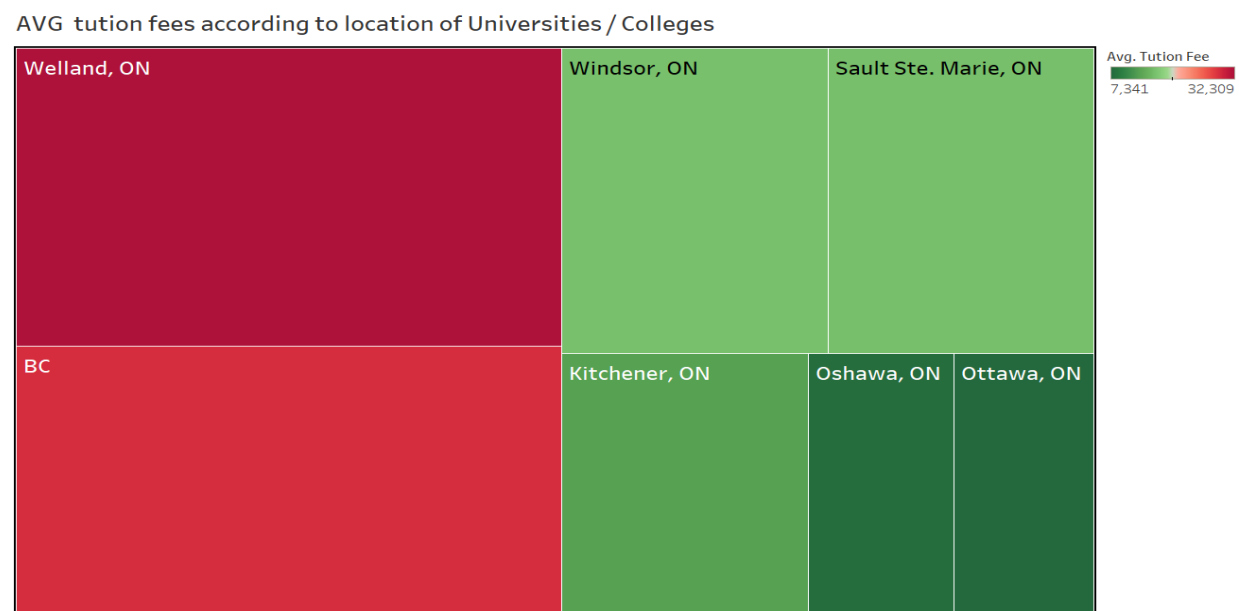 AVG tution fees according to location of Universities / Colleges
Welland, ON
Windsor, ON
Sault Ste. Marie, ON
Avg. Tution Fee
7,341 32,309
BC
Kitchener, ON
Oshawa, ON
Ottawa, ON